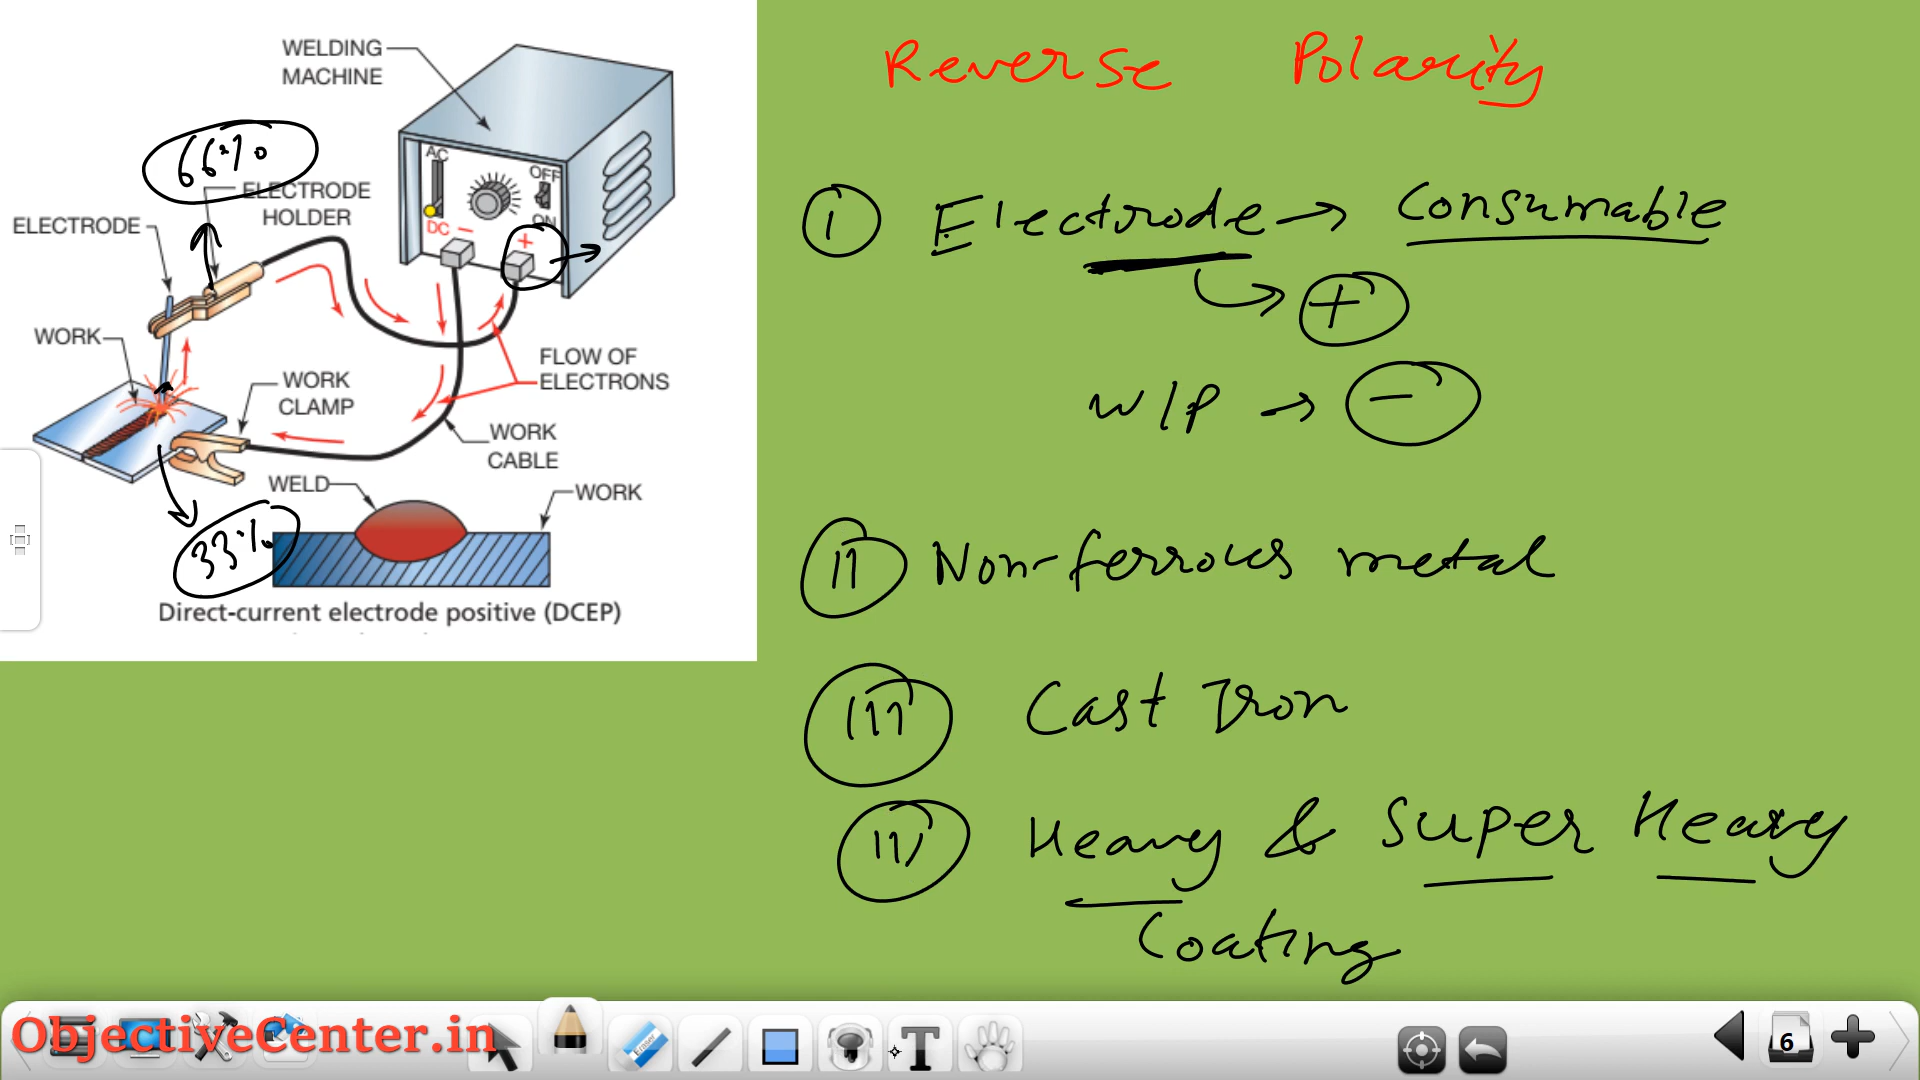 WELDING
MACHINE
66%
ELECTRODE
HOLDER
ELECTRODE
AC
OFF
ON
DC - +
WORK
FLOW OF
ELECTRONS
WORK
CLAMP
WORK
CABLE
WELD
WORK
33%
Direct-current electrode positive (DCEP)
Reverse Polarity
i Electrode → Consumable
+
W/P → -
ii Non-ferrous metal
iii Cast Iron
iv Heavy & Super Heavy
Coating
ObjectiveCenter.in
Eraser
T
6